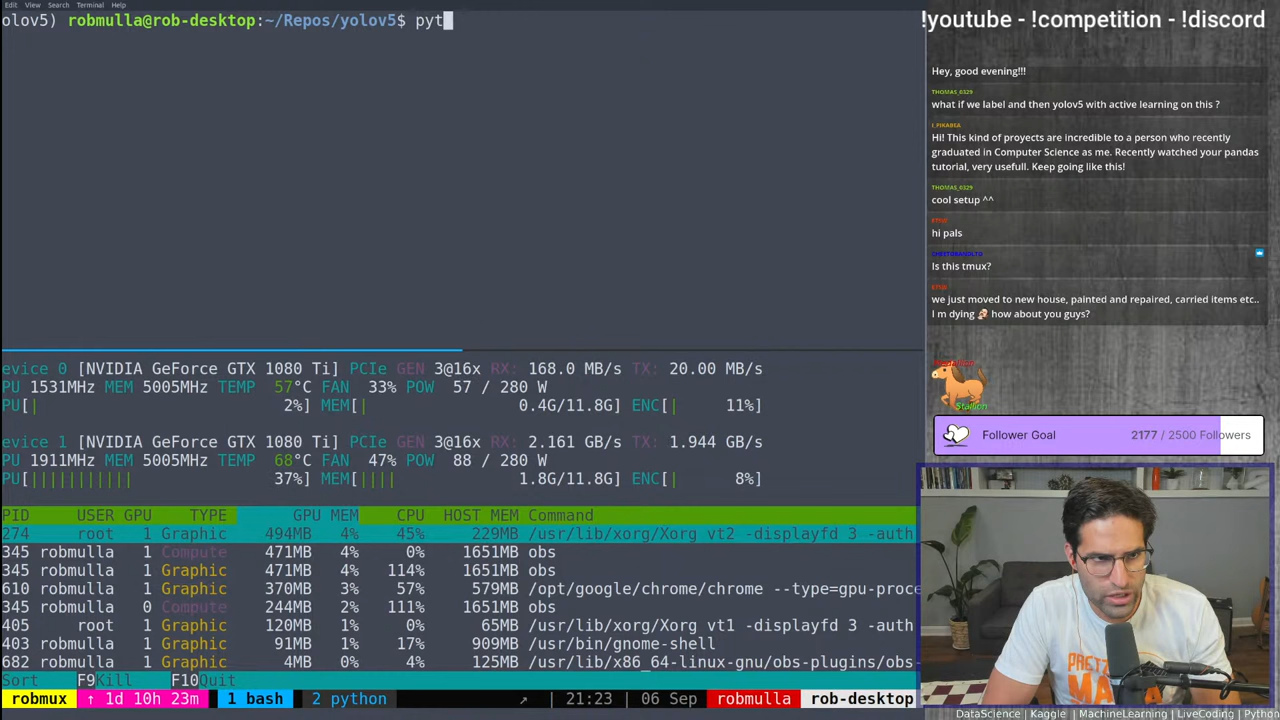 Edit View Search Terminal Help
olov5) robmulla@rob-desktop:~/Repos/yolov5$ pyt
!youtube - !competition - !discord
Hey, good evening!!!
THOMAS_0329
what if we label and then yolov5 with active learning on this ?
I_PIKABEA
Hi! This kind of proyects are incredible to a person who recently
graduated in Computer Science as me. Recently watched your pandas
tutorial, very usefull. Keep going like this!
THOMAS_0329
cool setup ^^
hi pals
Is this tmux?
we just moved to new house, painted and repaired, carried items etc..
I m dying how about you guys?
Stallion
Follower Goal 2177 / 2500 Followers
evice 0 [NVIDIA GeForce GTX 1080 Ti] PCIe GEN 3@16x RX: 168.0 MB/s TX: 20.00 MB/s
PU 1531MHz MEM 5005MHz TEMP 57°C FAN 33% POW 57 / 280 W
PU[| 2%] MEM[| 0.4G/11.8G] ENC[| 11%]
evice 1 [NVIDIA GeForce GTX 1080 Ti] PCIe GEN 3@16x RX: 2.161 GB/s TX: 1.944 GB/s
PU 1911MHz MEM 5005MHz TEMP 68°C FAN 47% POW 88 / 280 W
PU[||||||||||| 37%] MEM[|||| 1.8G/11.8G] ENC[| 8%]
PID USER GPU TYPE GPU MEM CPU HOST MEM Command
274 root 1 Graphic 494MB 4% 45% 229MB /usr/lib/xorg/Xorg vt2 -displayfd 3 -auth
345 robmulla 1 Compute 471MB 4% 0% 1651MB obs
345 robmulla 1 Graphic 471MB 4% 114% 1651MB obs
610 robmulla 1 Graphic 370MB 3% 57% 579MB /opt/google/chrome/chrome --type=gpu-proce
345 robmulla 0 Compute 244MB 2% 111% 1651MB obs
405 root 1 Graphic 120MB 1% 0% 65MB /usr/lib/xorg/Xorg vt1 -displayfd 3 -auth
403 robmulla 1 Graphic 91MB 1% 17% 909MB /usr/bin/gnome-shell
682 robmulla 1 Graphic 4MB 0% 4% 125MB /usr/lib/x86_64-linux-gnu/obs-plugins/obs-
Sort F9Kill F10Quit
robmux ↑ 1d 10h 23m 1 bash 2 python ↗ | 21:23 | 06 Sep robmulla rob-desktop
DataScience | Kaggle | MachineLearning | LiveCoding | Python